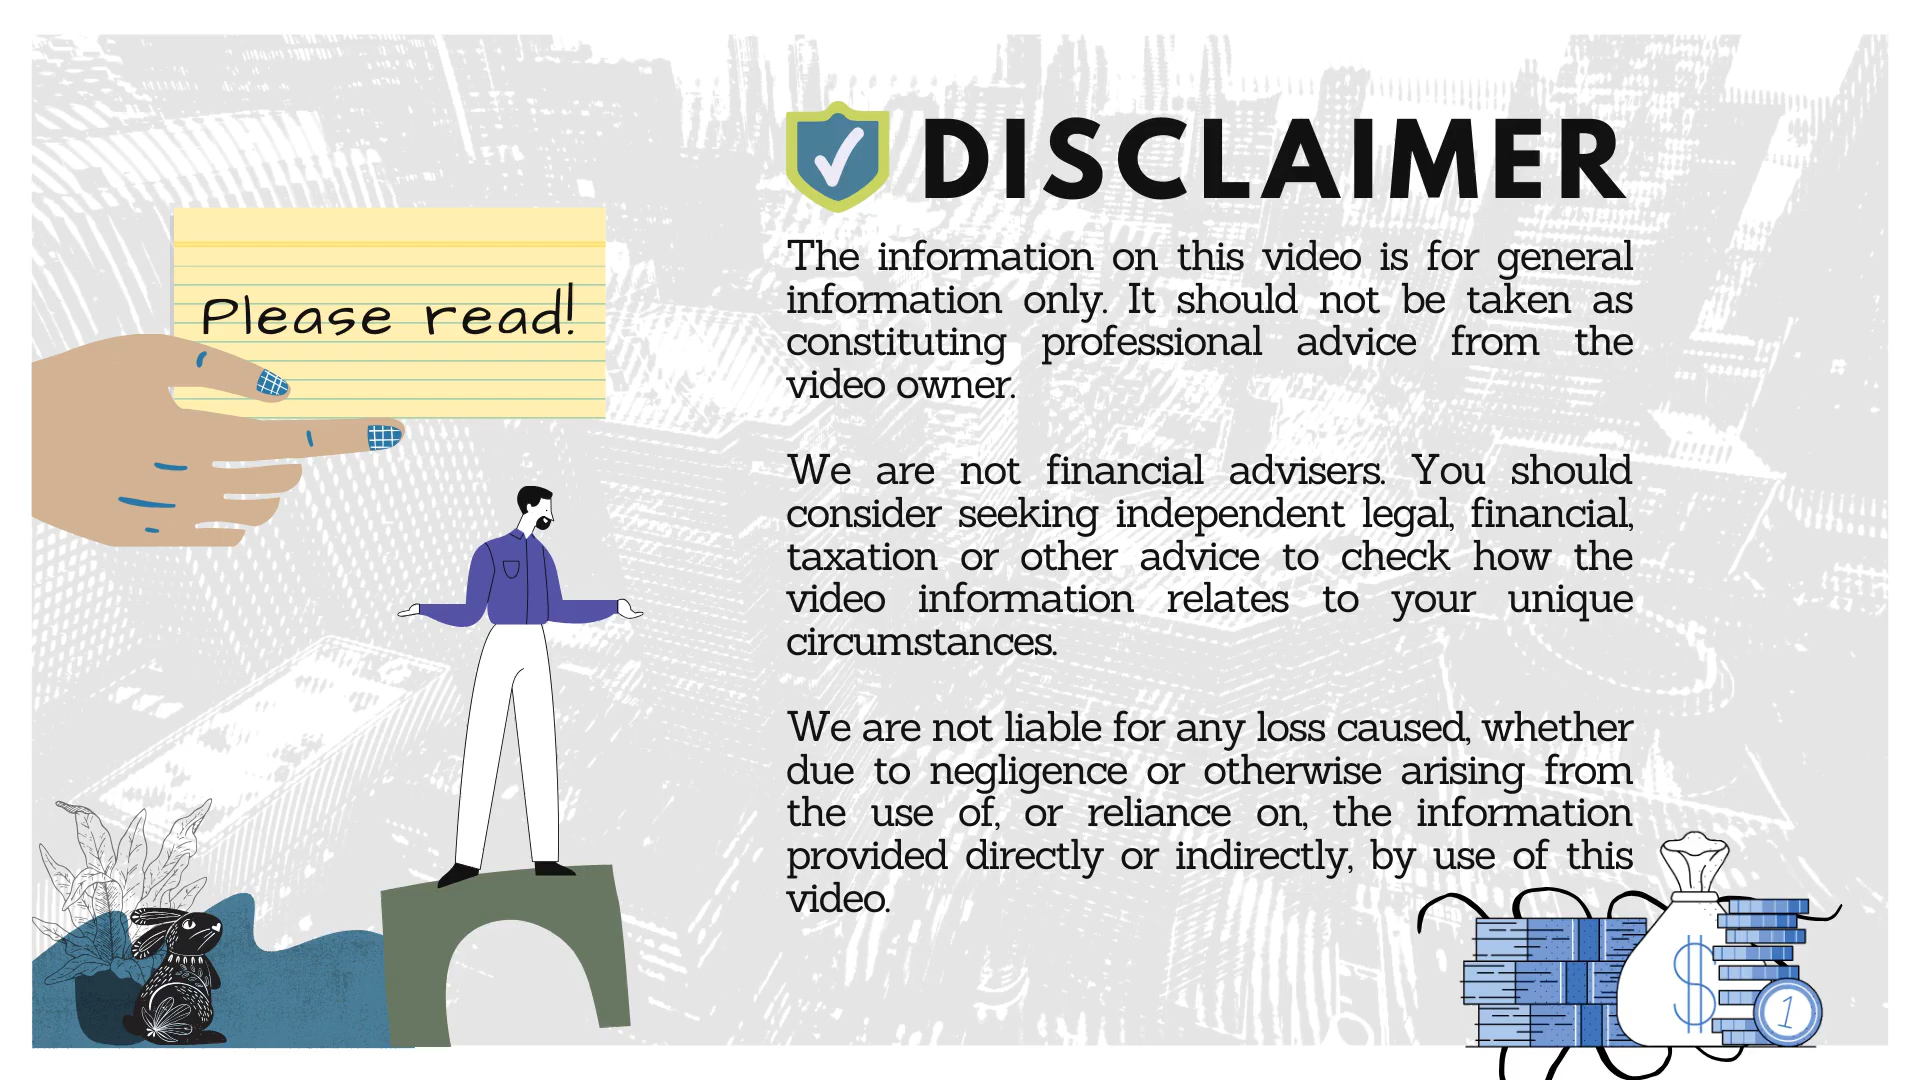 DISCLAIMER
Please read!
The information on this video is for general
information only. It should not be taken as
constituting professional advice from the
video owner.
We are not financial advisers. You should
consider seeking independent legal, financial,
taxation or other advice to check how the
video information relates to your unique
circumstances.
We are not liable for any loss caused, whether
due to negligence or otherwise arising from
the use of, or reliance on, the information
provided directly or indirectly, by use of this
video.
$
1